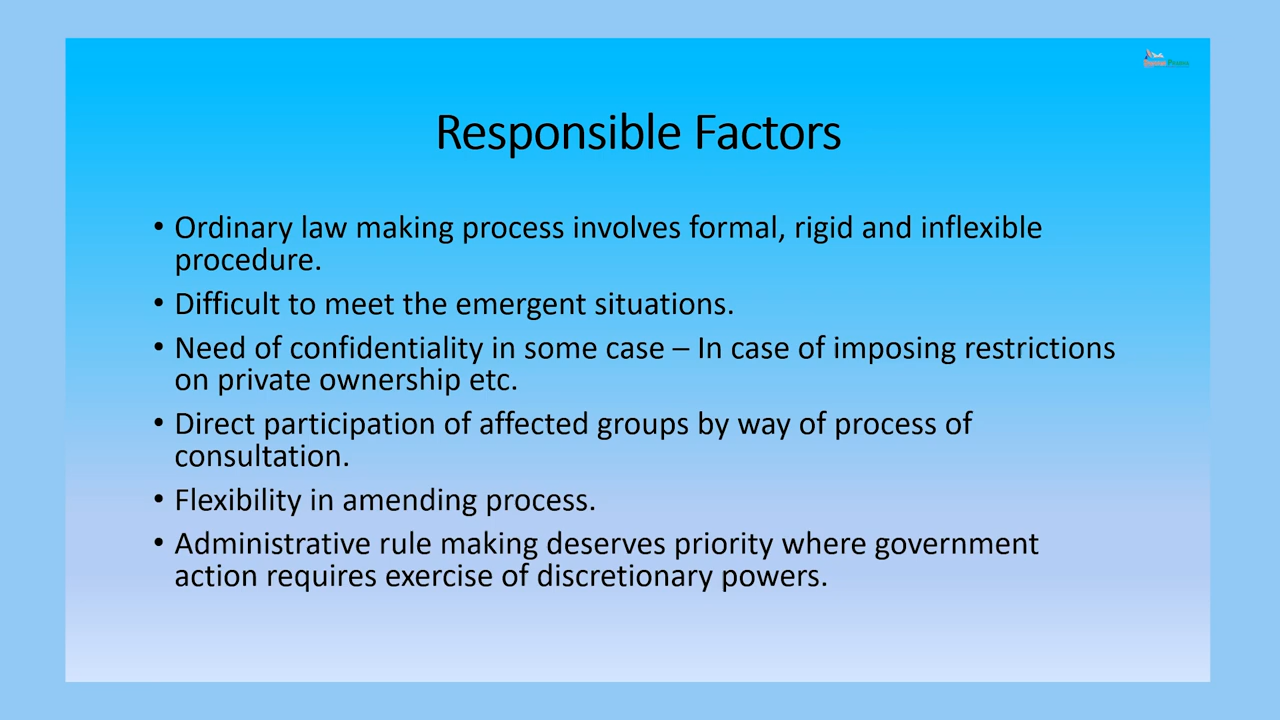 Responsible Factors
• Ordinary law making process involves formal, rigid and inflexible
procedure.
• Difficult to meet the emergent situations.
• Need of confidentiality in some case – In case of imposing restrictions
on private ownership etc.
• Direct participation of affected groups by way of process of
consultation.
• Flexibility in amending process.
• Administrative rule making deserves priority where government
action requires exercise of discretionary powers.